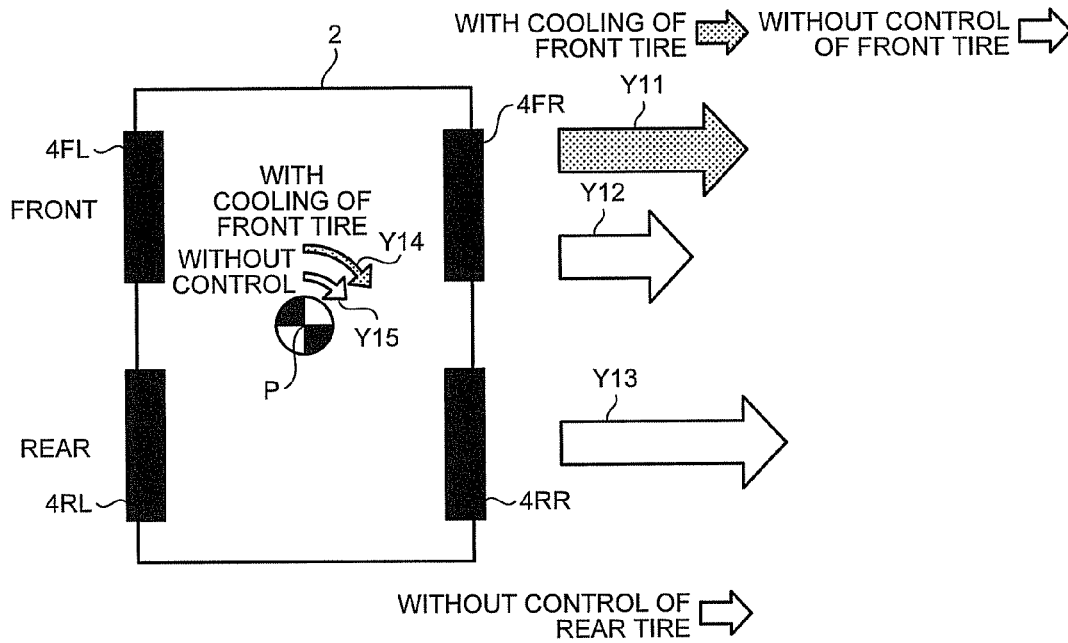 WITH COOLING OF
FRONT TIRE
WITHOUT CONTROL
OF FRONT TIRE
2
4FR
Y11
4FL
FRONT
WITH
COOLING OF
FRONT TIRE
Y14
WITHOUT
CONTROL
Y12
Y15
P
Y13
REAR
4RL
4RR
WITHOUT CONTROL OF
REAR TIRE